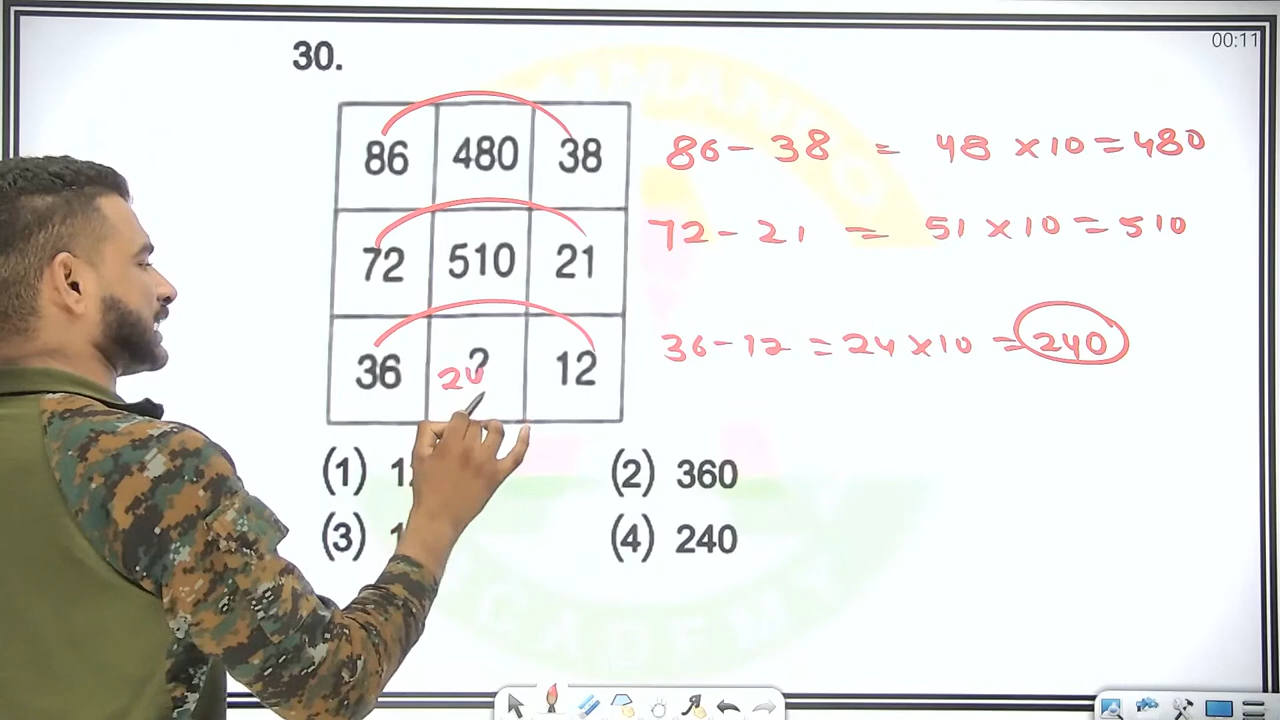 00:11
30.
86 480 38
86 - 38 = 48 × 10 = 480
72 510 21
72 - 21 = 51 × 10 = 510
36 ? 12
36 - 12 = 24 × 10 = 240
(2) 360
(1)
(3)
(4) 240